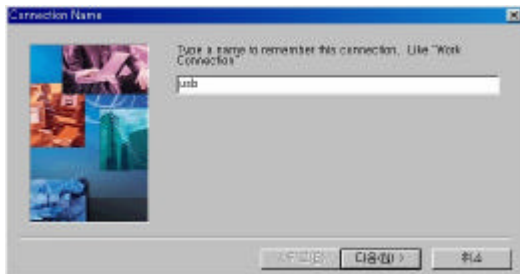 Connection Name
Type a name to remember this connection. Like "Work
Connection"
usb
다음(N) >
취소